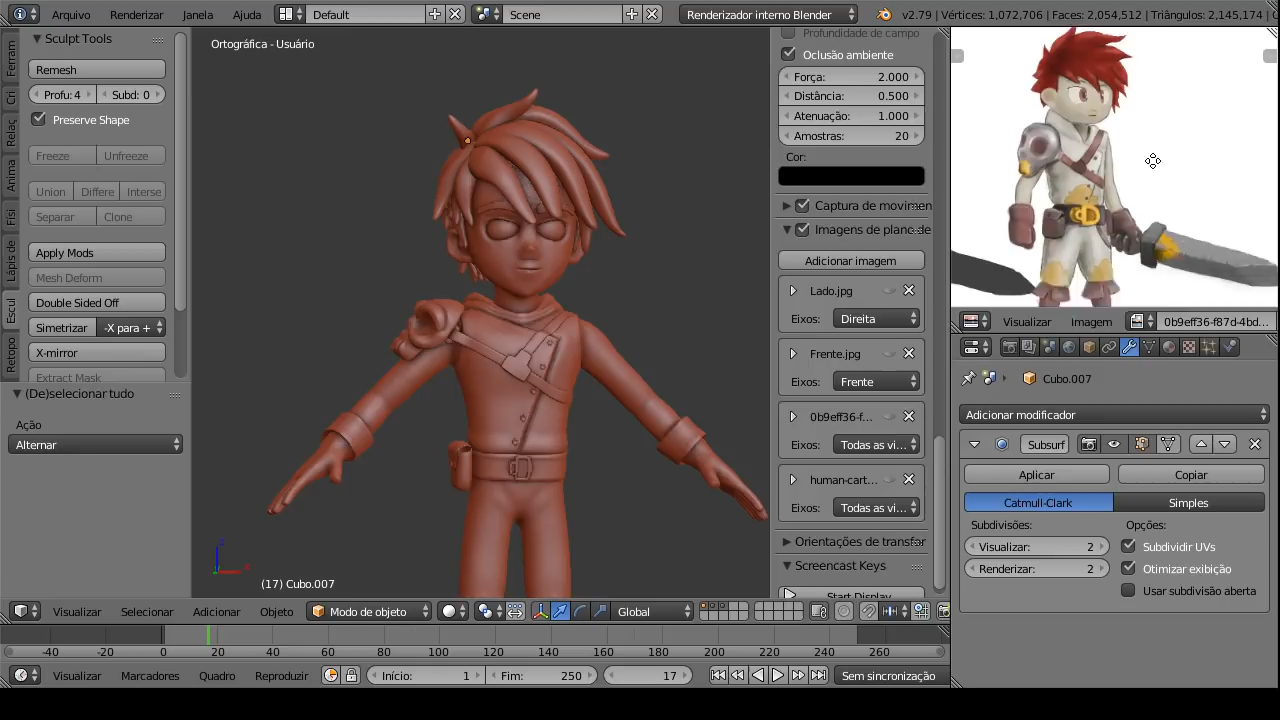 Arquivo Renderizar Janela Ajuda Default Scene Renderizador interno Blender v2.79 | Vértices: 1,072,706 | Faces: 2,054,512 | Triângulos: 2,145,174 |
Ferram
Cri
Relaç
Anima
Físi
Lápis de
Escul
Retopo
Sculpt Tools
Remesh
Profu: 4 Subd: 0
Preserve Shape
Freeze Unfreeze
Union Differe Interse
Separar Clone
Apply Mods
Mesh Deform
Double Sided Off
Simetrizar -X para +
X-mirror
Extract Mask
(De)selecionar tudo
Ação
Alternar
Ortográfica - Usuário
(17) Cubo.007
Profundidade de campo
Oclusão ambiente
Força: 2.000
Distância: 0.500
Atenuação: 1.000
Amostras: 20
Cor:
Captura de movimen
Imagens de plano de
Adicionar imagem
Lado.jpg
Eixos: Direita
Frente.jpg
Eixos: Frente
0b9eff36-f...
Eixos: Todas as vi...
human-cart...
Eixos: Todas as vi...
Orientações de transfor
Screencast Keys
Start Display
Visualizar Imagem 0b9eff36-f87d-4bd...
Cubo.007
Adicionar modificador
Subsurf
Aplicar Copiar
Catmull-Clark Simples
Subdivisões: Opções:
Visualizar: 2 Subdividir UVs
Renderizar: 2 Otimizar exibição
Usar subdivisão aberta
Visualizar Selecionar Adicionar Objeto Modo de objeto Global
-40 -20 0 20 40 60 80 100 120 140 160 180 200 220 240 260
Visualizar Marcadores Quadro Reproduzir Início: 1 Fim: 250 17 Sem sincronização